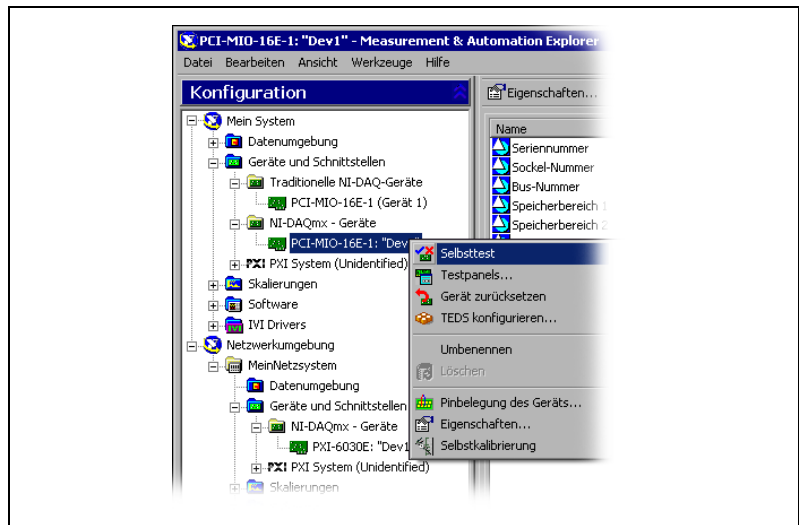 PCI-MIO-16E-1: "Dev1" - Measurement & Automation Explorer
Datei Bearbeiten Ansicht Werkzeuge Hilfe
Konfiguration
Eigenschaften...
Mein System
Datenumgebung
Geräte und Schnittstellen
Traditionelle NI-DAQ-Geräte
PCI-MIO-16E-1 (Gerät 1)
NI-DAQmx - Geräte
PCI-MIO-16E-1: "Dev
PXI PXI System (Unidentified)
Skalierungen
Software
IVI Drivers
Netzwerkumgebung
MeinNetzsystem
Datenumgebung
Geräte und Schnittstellen
NI-DAQmx - Geräte
PXI-6030E: "Dev1
PXI PXI System (Unidentified)
Skalierungen
Name
Seriennummer
Sockel-Nummer
Bus-Nummer
Speicherbereich 1
Speicherbereich 2
Selbsttest
Testpanels...
Gerät zurücksetzen
TEDS konfigurieren...
Umbenennen
Löschen
Pinbelegung des Geräts...
Eigenschaften...
Selbstkalibrierung